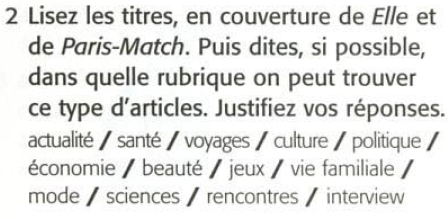 2 Lisez les titres, en couverture de Elle et
de Paris-Match. Puis dites, si possible,
dans quelle rubrique on peut trouver
ce type d'articles. Justifiez vos réponses.
actualité / santé / voyages / culture / politique /
économie / beauté / jeux / vie familiale /
mode / sciences / rencontres / interview